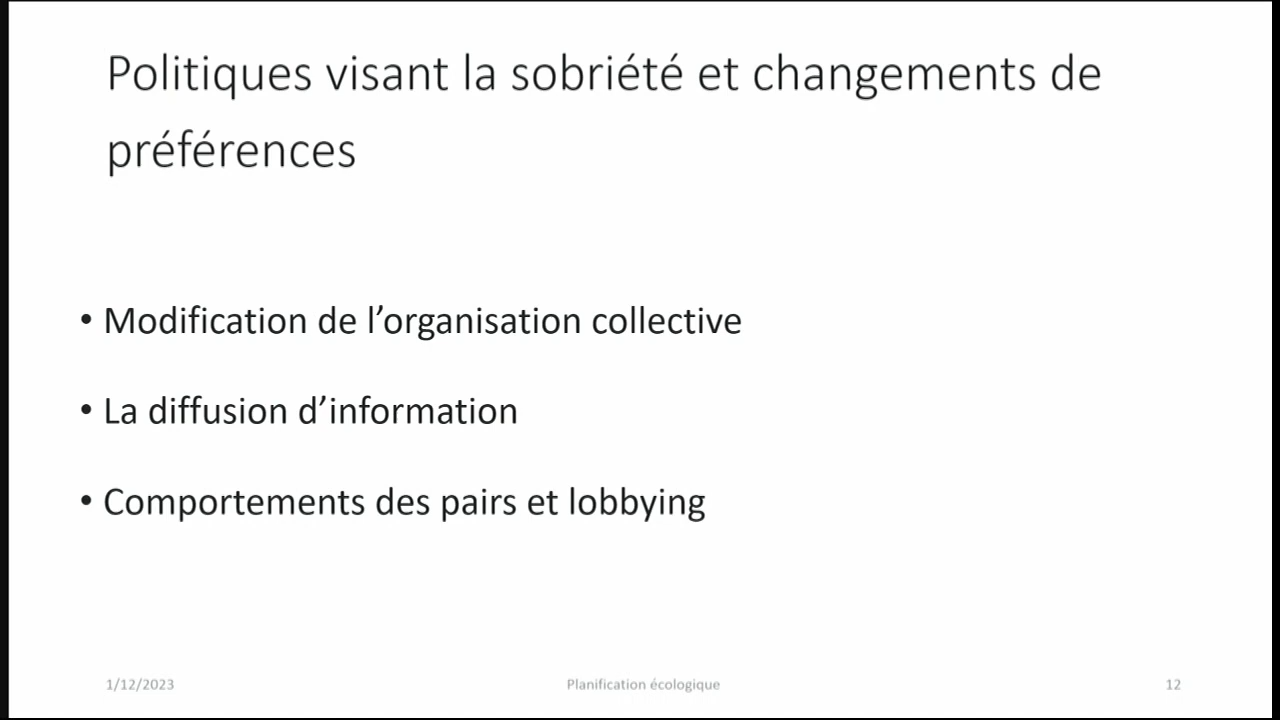 Politiques visant la sobriété et changements de
préférences
• Modification de l’organisation collective
• La diffusion d’information
• Comportements des pairs et lobbying
1/12/2023
Planification écologique
12